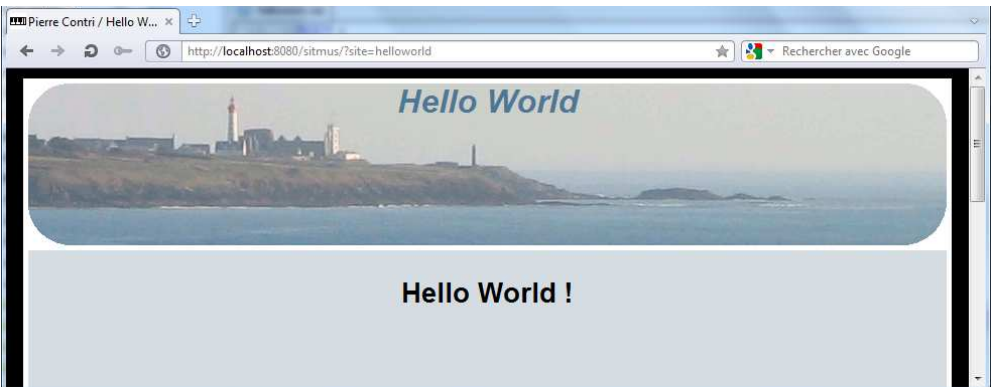 Pierre Contri / Hello W...
http://localhost:8080/sitmus/?site=helloworld
Rechercher avec Google
Hello World
Hello World !